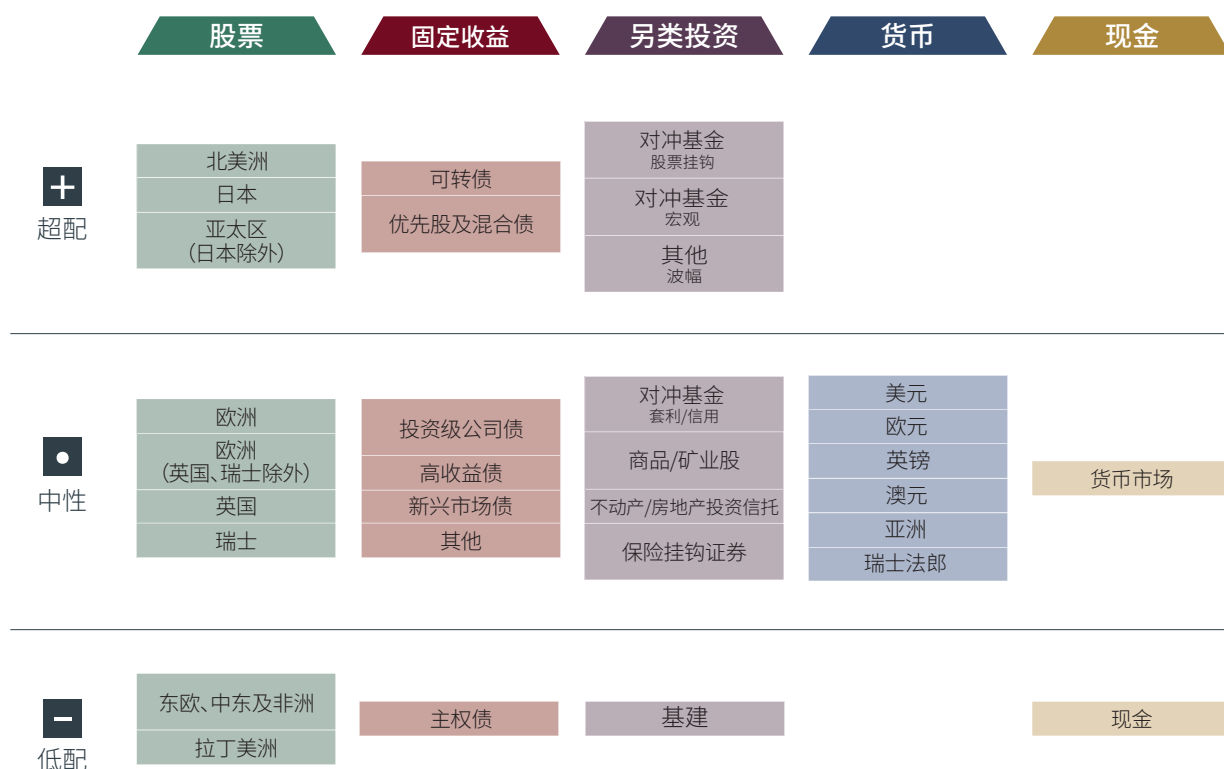 股票
固定收益
另类投资
货币
现金
+
超配
北美洲
日本
亚太区
(日本除外)
可转债
优先股及混合债
对冲基金
股票挂钩
对冲基金
宏观
其他
波幅
中性
欧洲
欧洲
(英国、瑞士除外)
英国
瑞士
投资级公司债
高收益债
新兴市场债
其他
对冲基金
套利/信用
商品/矿业股
不动产/房地产投资信托
保险挂钩证券
美元
欧元
英镑
澳元
亚洲
瑞士法郎
货币市场
-
低配
东欧、中东及非洲
拉丁美洲
主权债
基建
现金